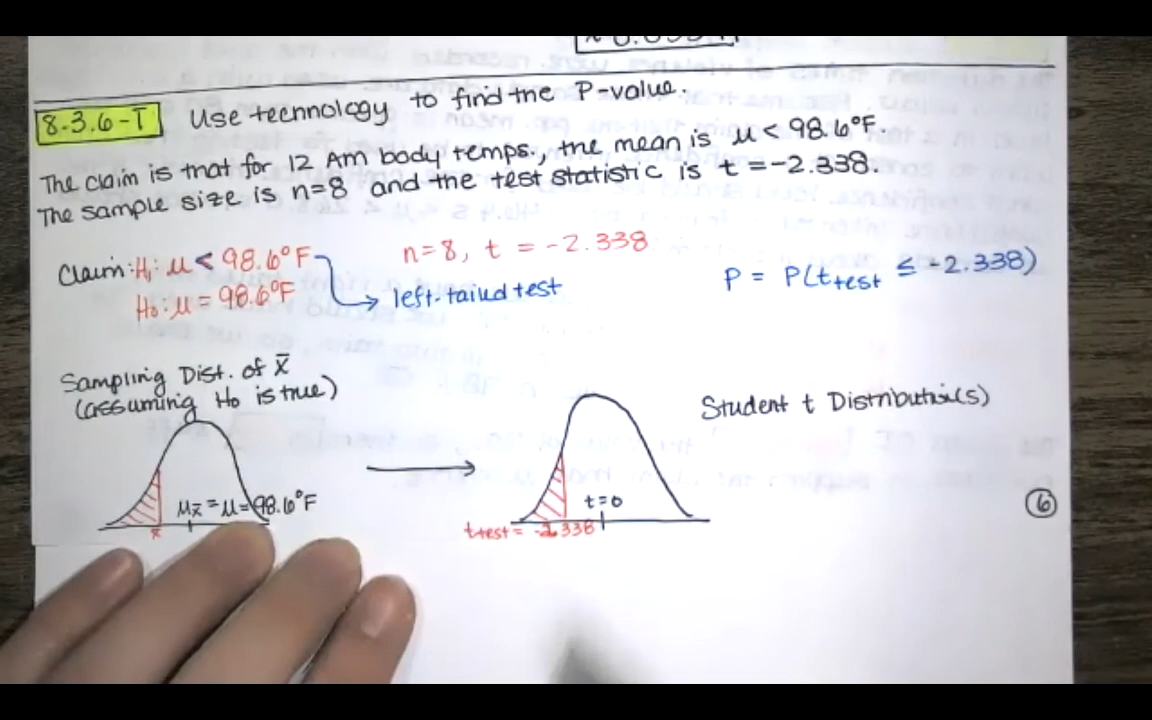 8-3.6-T Use technology to find the P-value.
The claim is that for 12 Am body temps., the mean is μ < 98.6°F.
The sample size is n=8 and the test statistic is t = -2.338.
Claim: H₁: μ < 98.6°F
n=8, t = -2.338
H₀: μ = 98.6°F
left-tailed test
P = P(t_test ≤ -2.338)
Sampling Dist. of x̄
(assuming H₀ is true)
Student t Distribution(s)
μx̄ = μ = 98.6°F
t=0
x̄
t_test = -2.338
6